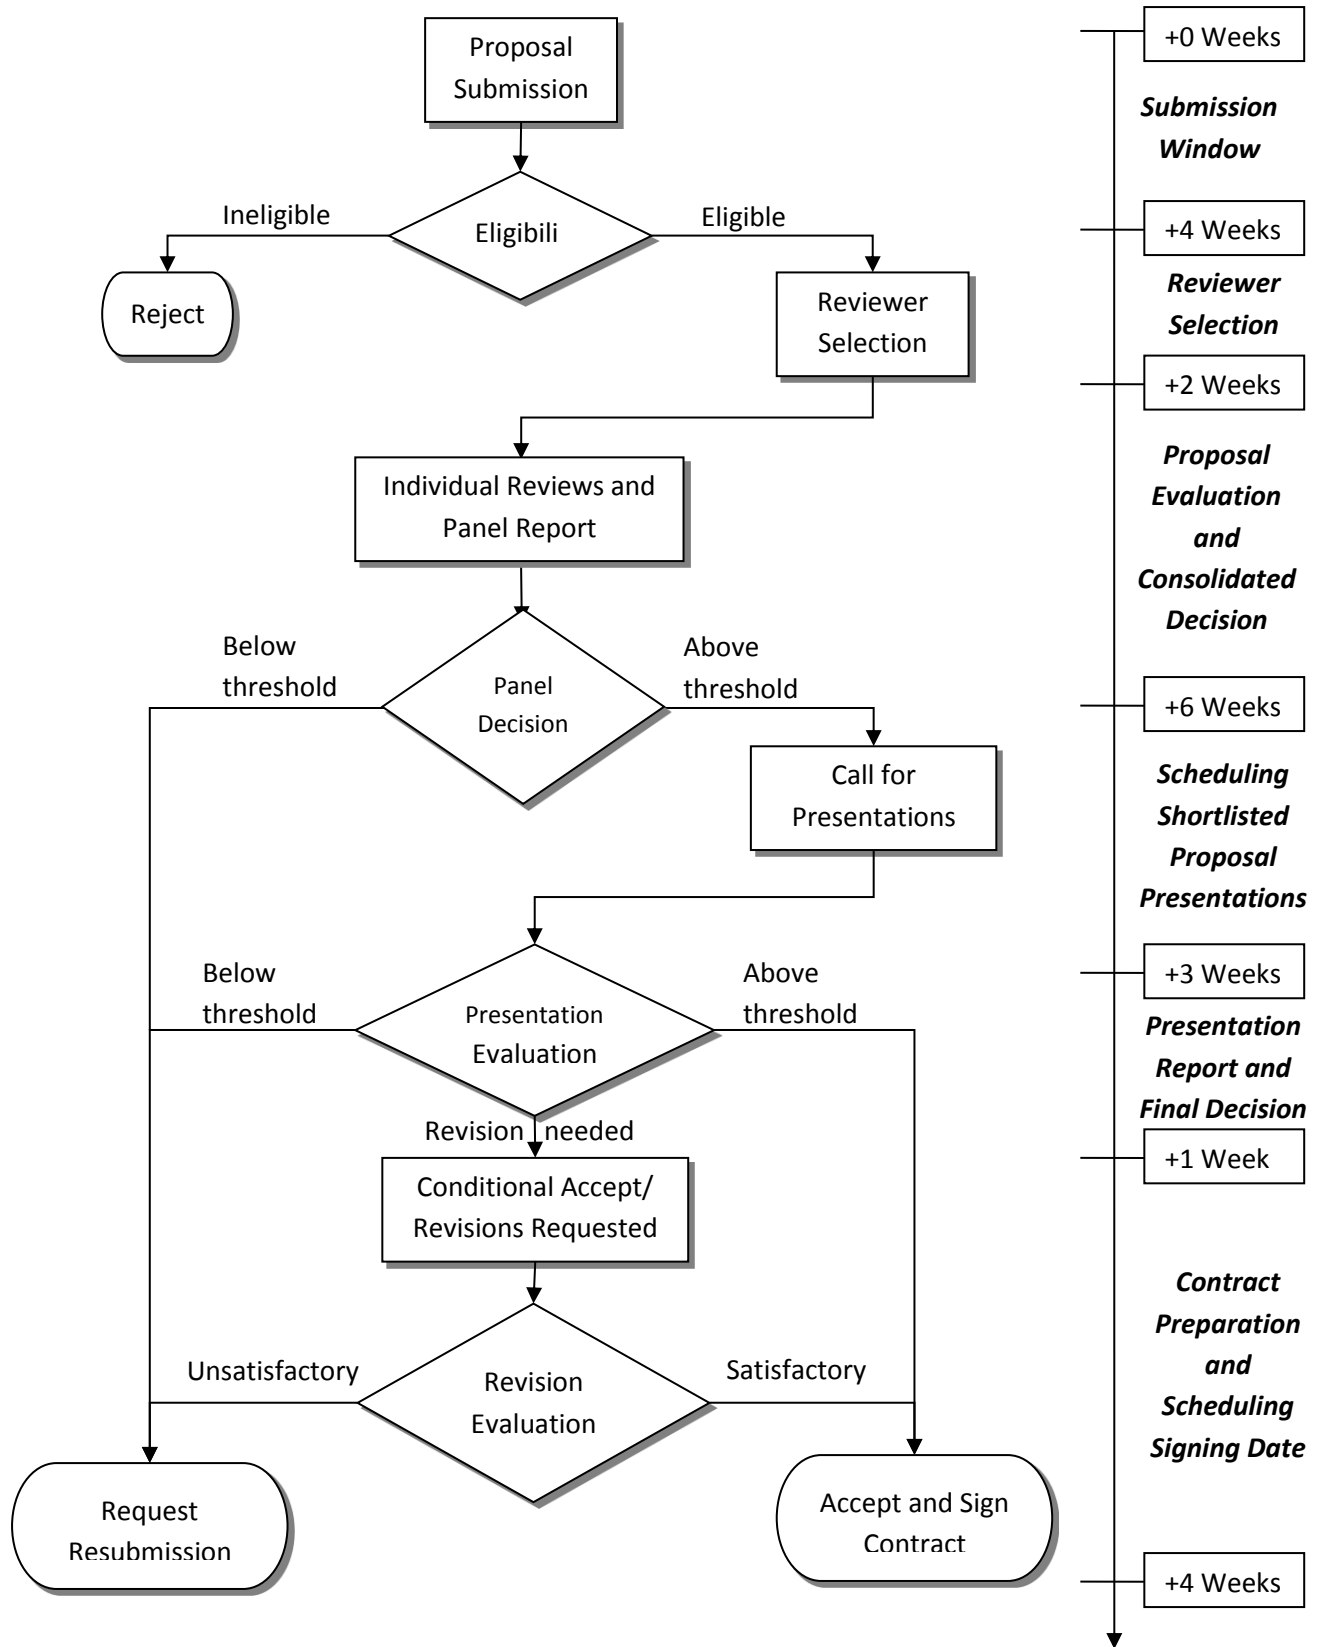 Proposal
Submission
Ineligible
Eligibili
Eligible
Reject
Reviewer
Selection
Individual Reviews and
Panel Report
Below
threshold
Panel
Decision
Above
threshold
Call for
Presentations
Below
threshold
Presentation
Evaluation
Above
threshold
Revision needed
Conditional Accept/
Revisions Requested
Unsatisfactory
Revision
Evaluation
Satisfactory
Request
Resubmission
Accept and Sign
Contract
+0 Weeks
Submission
Window
+4 Weeks
Reviewer
Selection
+2 Weeks
Proposal
Evaluation
and
Consolidated
Decision
+6 Weeks
Scheduling
Shortlisted
Proposal
Presentations
+3 Weeks
Presentation
Report and
Final Decision
+1 Week
Contract
Preparation
and
Scheduling
Signing Date
+4 Weeks